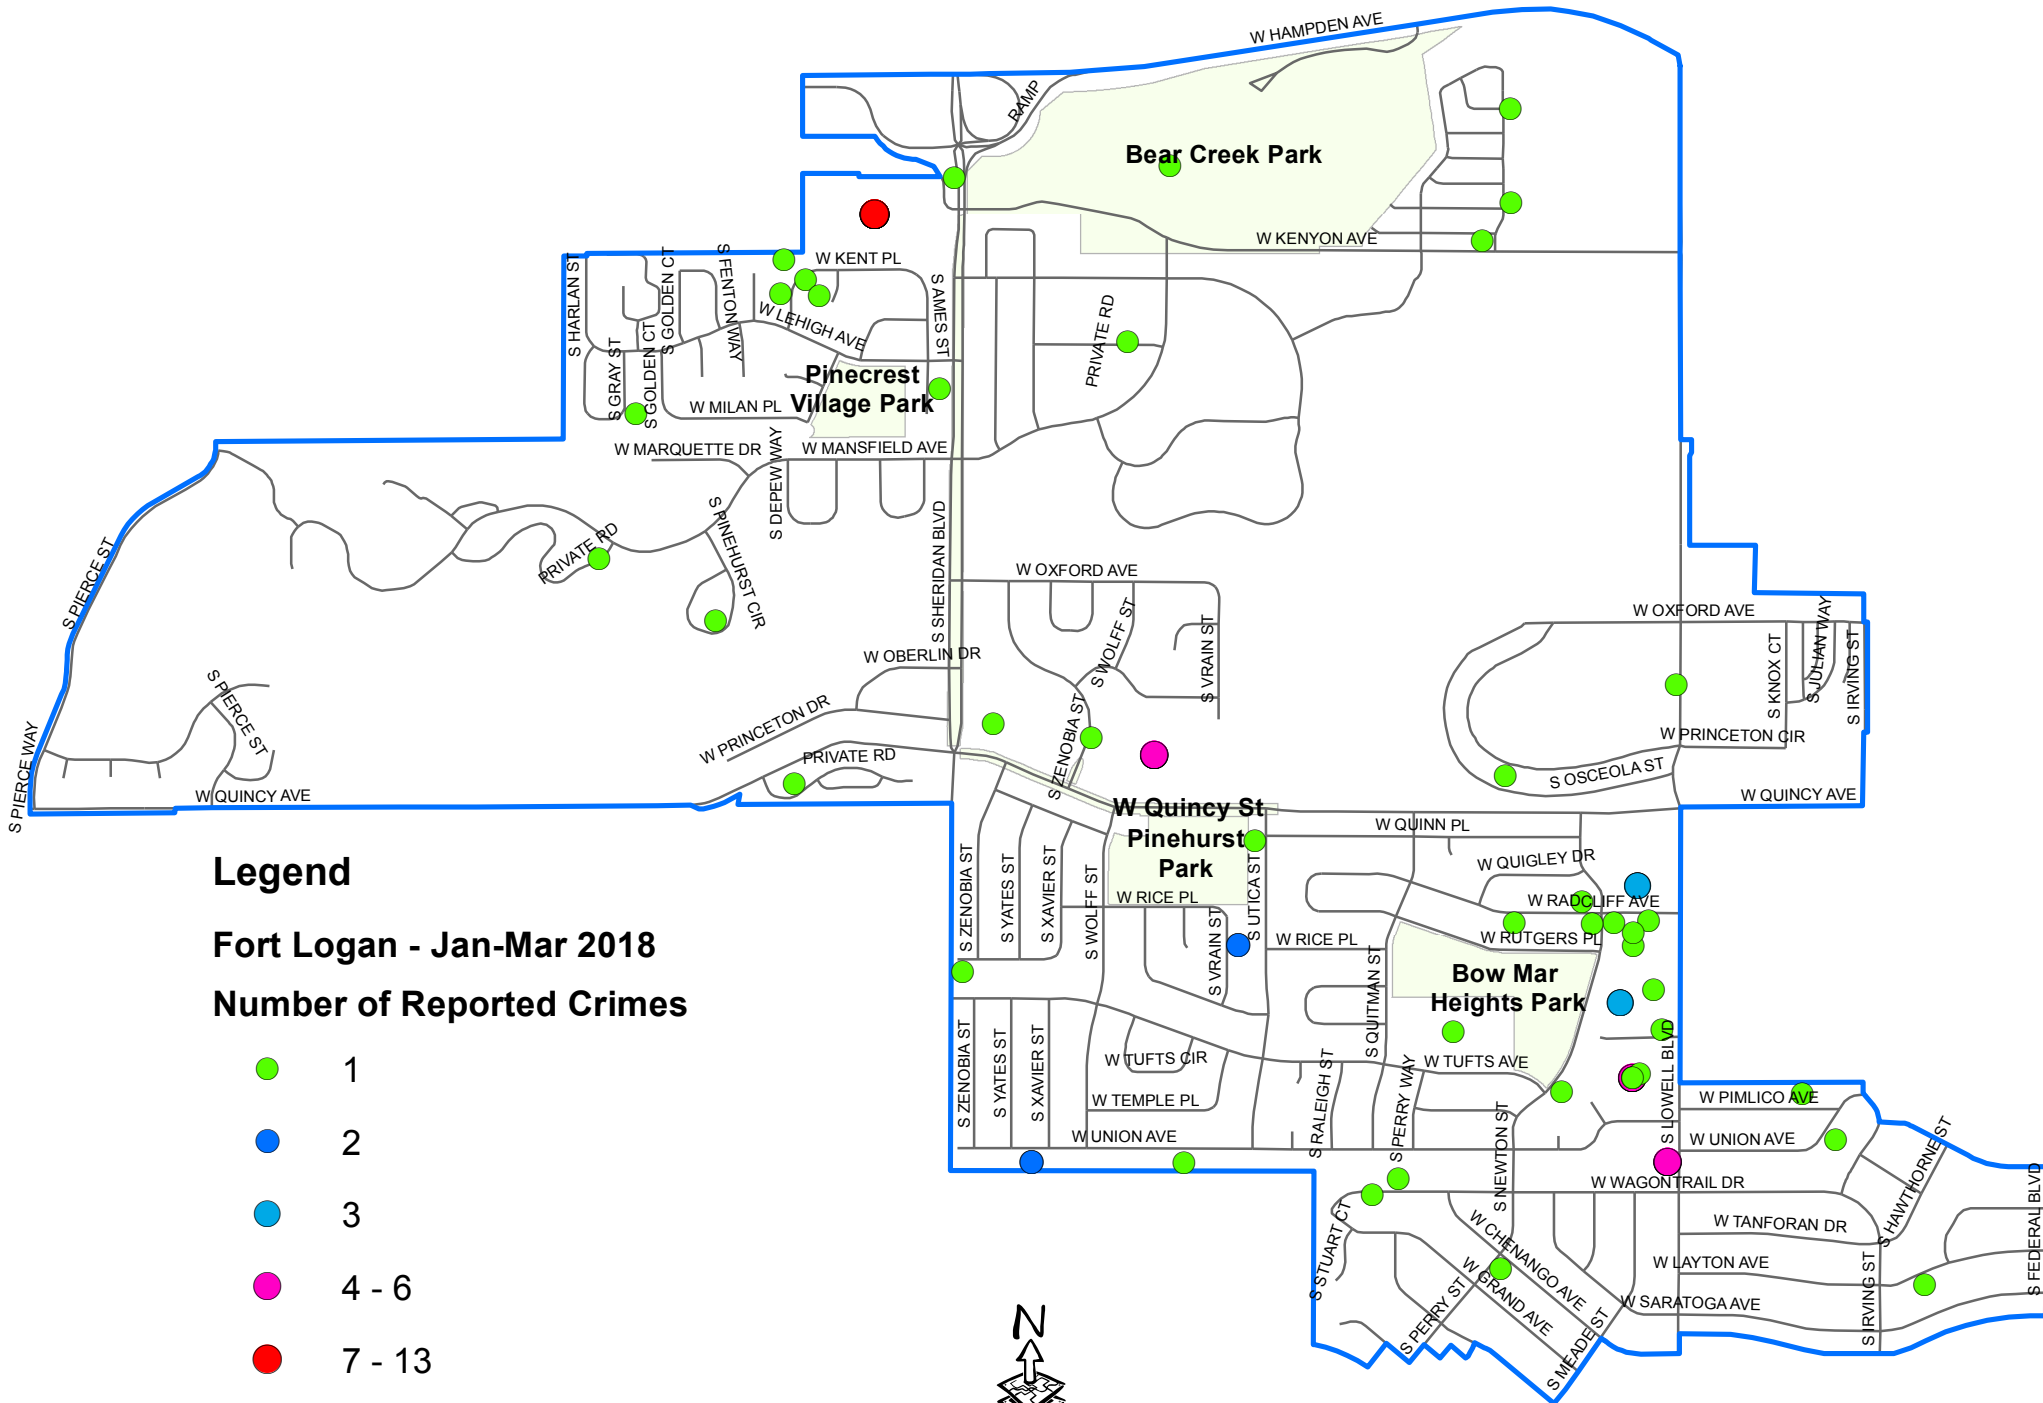 W HAMPDEN AVE
RAMP
Bear Creek Park
W KENYON AVE
W KENT PL
S HARLAN ST
S GOLDEN CT
S FENTON WAY
S AMES ST
W LEHIGH AVE
PRIVATE RD
S GRAY ST
S GOLDEN CT
Pinecrest
Village Park
W MILAN PL
W MARQUETTE DR
S DEPEW WAY
W MANSFIELD AVE
S PINEHURST CIR
S SHERIDAN BLVD
PRIVATE RD
S PIERCE ST
W OXFORD AVE
S WOLFF ST
S VRAIN ST
W OXFORD AVE
S KNOX CT
S JULIAN WAY
S IRVING ST
W OBERLIN DR
S PIERCE ST
W PRINCETON DR
S ZENOBIA ST
W PRINCETON CIR
S PIERCE WAY
PRIVATE RD
S OSCEOLA ST
W QUINCY AVE
W QUINCY AVE
W Quincy St
Pinehurst
Park
W QUINN PL
W QUIGLEY DR
S ZENOBIA ST
S YATES ST
S XAVIER ST
S WOLFF ST
W RICE PL
S VRAIN ST
S UTICA ST
W RICE PL
W RADCLIFF AVE
W RUTGERS PL
S QUITMAN ST
Bow Mar
Heights Park
Legend
Fort Logan - Jan-Mar 2018
Number of Reported Crimes
1
2
3
4 - 6
7 - 13
S ZENOBIA ST
S YATES ST
S XAVIER ST
W TUFTS CIR
W TEMPLE PL
W UNION AVE
S RALEIGH ST
S PERRY WAY
W TUFTS AVE
S LOWELL BLVD
W PIMLICO AVE
W UNION AVE
S NEWTON ST
W WAGONTRAIL DR
S HAWTHORNE ST
W TANFORAN DR
S STUART CT
W CHENANGO AVE
W LAYTON AVE
S FEDERAL BLVD
W GRAND AVE
S PERRY ST
W SARATOGA AVE
S IRVING ST
S MEADE ST
N